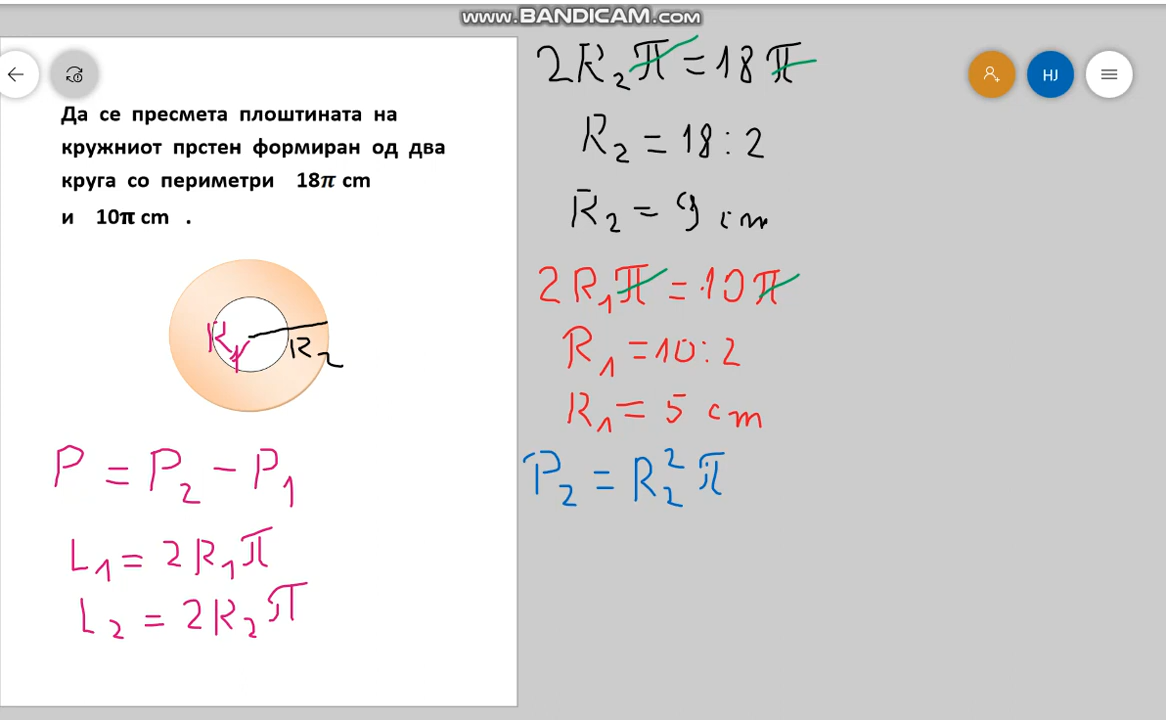 www.BANDICAM.com
HJ
Да се пресмета плоштината на
кружниот прстен формиран од два
круга со периметри 18π cm
и 10π cm .
R₁
R₂
P = P₂ − P₁
L₁ = 2R₁π
L₂ = 2R₂π
2R₂π = 18π
R₂ = 18 : 2
R₂ = 9 cm
2R₁π = 10π
R₁ = 10 : 2
R₁ = 5 cm
P₂ = R₂²π